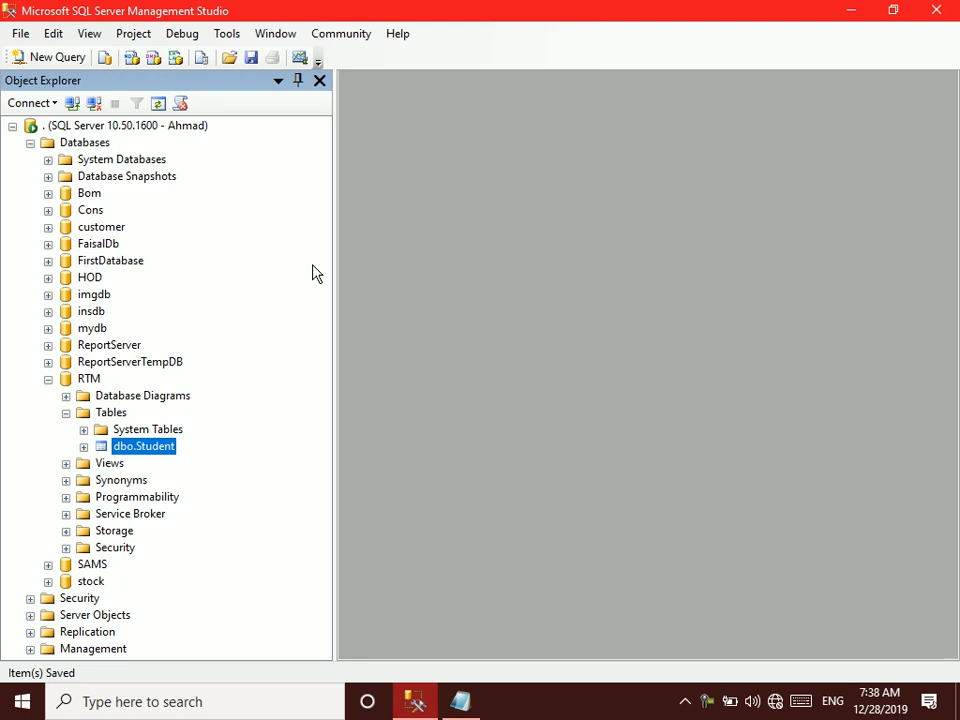 Microsoft SQL Server Management Studio
File Edit View Project Debug Tools Window Community Help
New Query
Object Explorer
Connect
. (SQL Server 10.50.1600 - Ahmad)
Databases
System Databases
Database Snapshots
Bom
Cons
customer
FaisalDb
FirstDatabase
HOD
imgdb
insdb
mydb
ReportServer
ReportServerTempDB
RTM
Database Diagrams
Tables
System Tables
dbo.Student
Views
Synonyms
Programmability
Service Broker
Storage
Security
SAMS
stock
Security
Server Objects
Replication
Management
Item(s) Saved
Type here to search
ENG
7:38 AM
12/28/2019